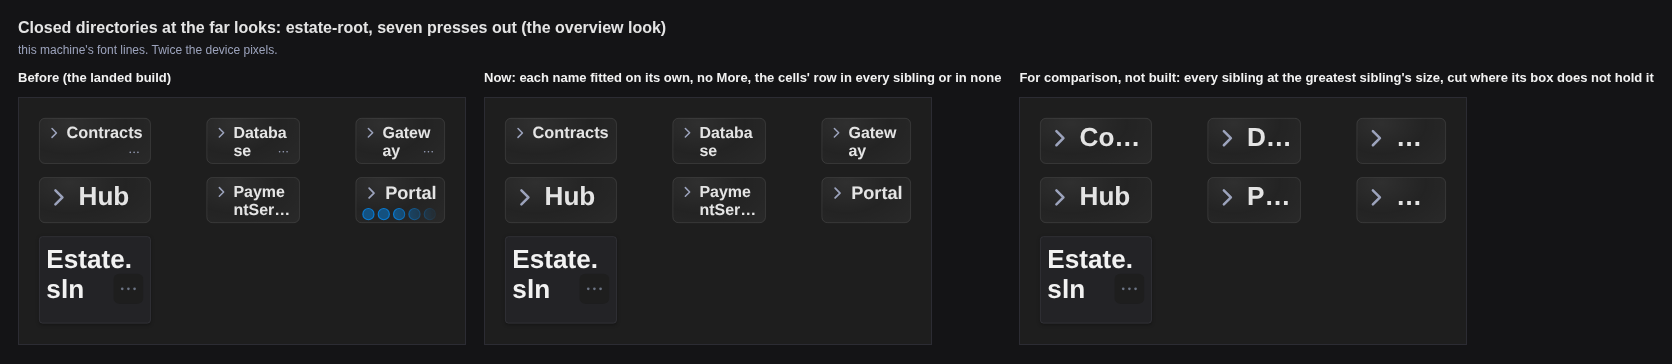 Closed directories at the far looks: estate-root, seven presses out (the overview look)
this machine's font lines. Twice the device pixels.
Before (the landed build)
Contracts
...
Databa
se ...
Gatew
ay ...
Hub
Payme
ntSer...
Portal
Estate.
sln ...
Now: each name fitted on its own, no More, the cells' row in every sibling or in none
Contracts
Databa
se
Gatew
ay
Hub
Payme
ntSer...
Portal
Estate.
sln ...
For comparison, not built: every sibling at the greatest sibling's size, cut where its box does not hold it
Co...
D...
...
Hub
P...
...
Estate.
sln ...